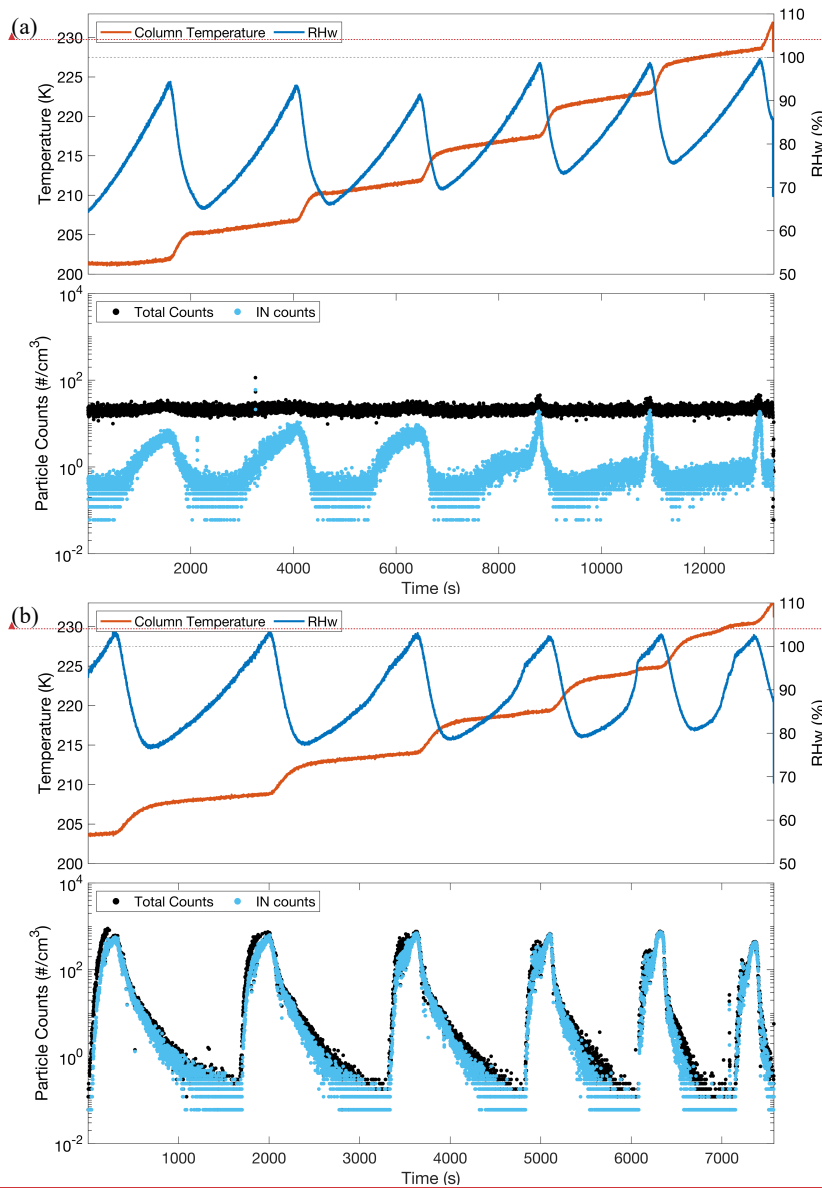 (a)
Column Temperature RHw
230
225
220
215
210
205
200
Temperature (K)
110
100
90
80
70
60
50
RHw (%)
Total Counts IN counts
10^4
10^2
10^0
10^-2
Particle Counts (#/cm^3)
2000 4000 6000 8000 10000 12000
Time (s)
(b)
Column Temperature RHw
230
225
220
215
210
205
200
Temperature (K)
110
100
90
80
70
60
50
RHw (%)
Total Counts IN counts
10^4
10^2
10^0
10^-2
Particle Counts (#/cm^3)
1000 2000 3000 4000 5000 6000 7000
Time (s)